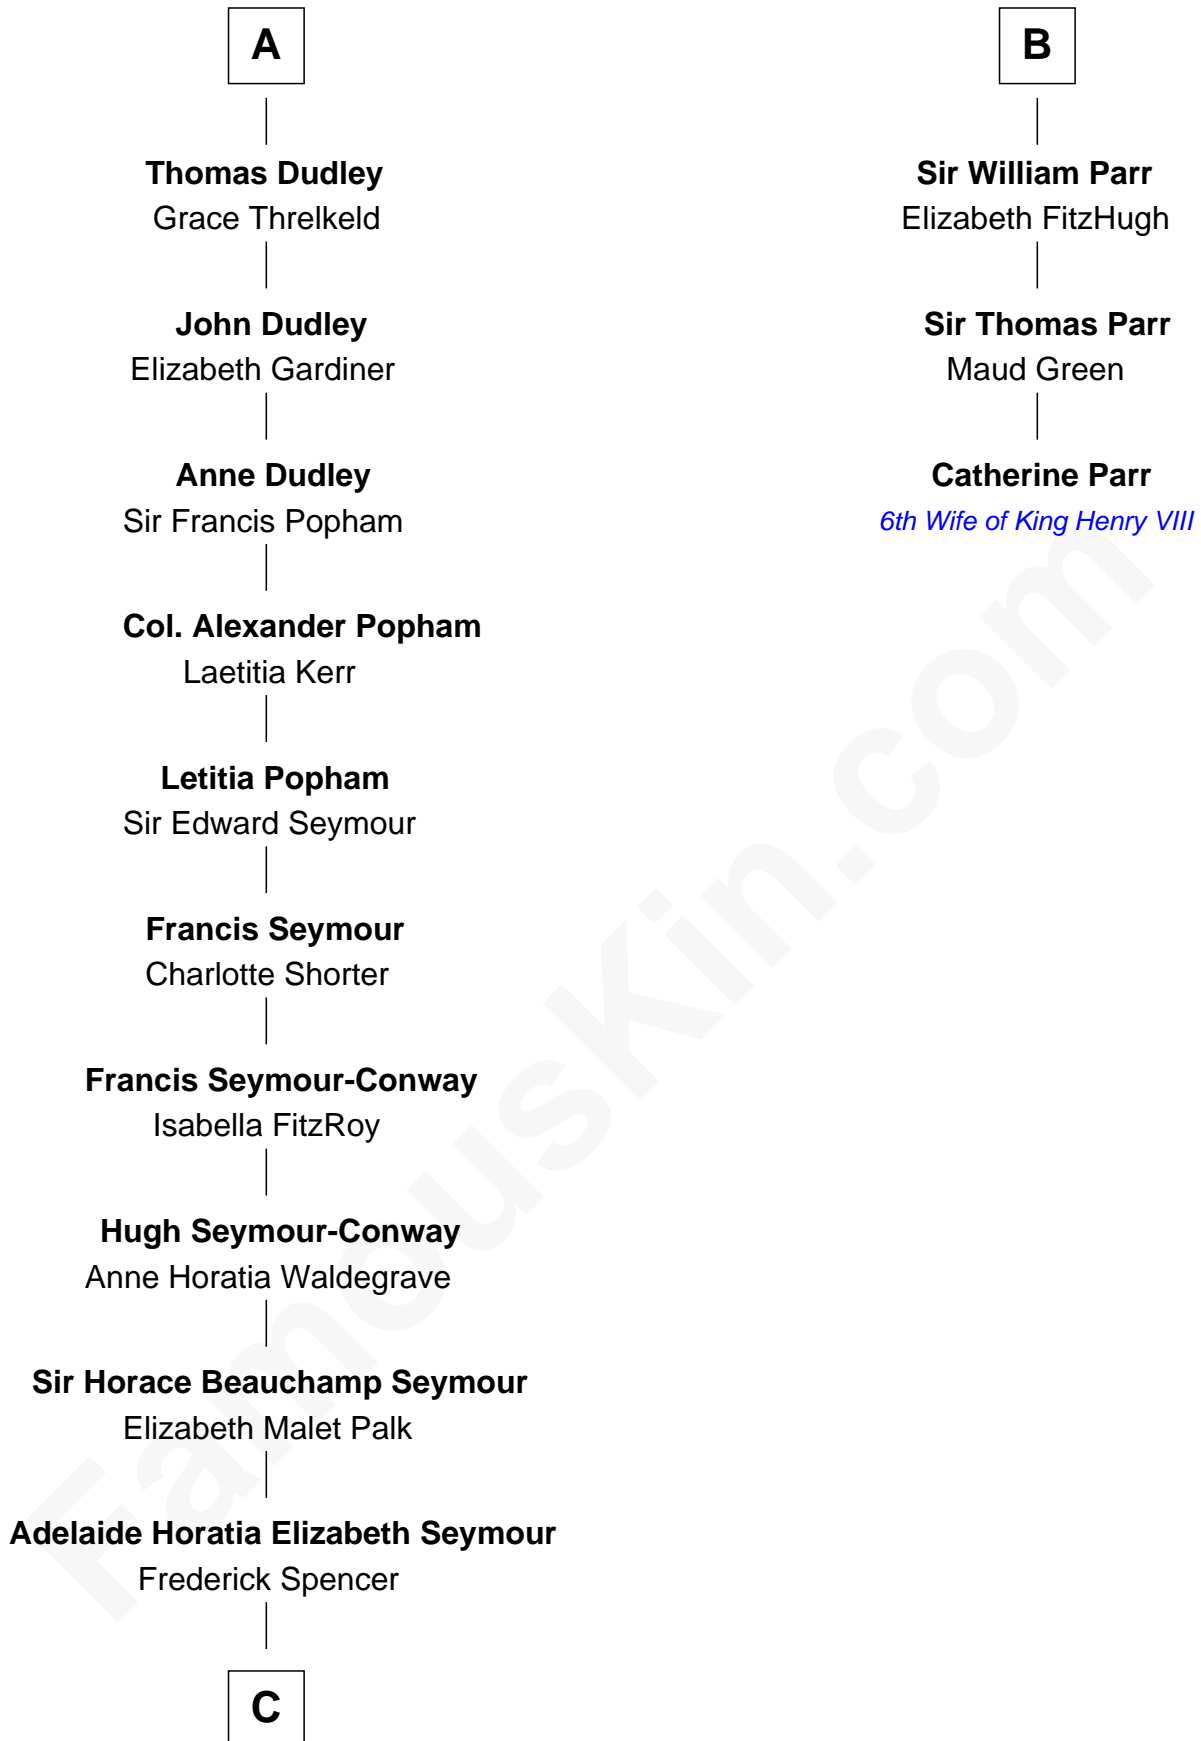 A
Thomas Dudley
Grace Threlkeld
John Dudley
Elizabeth Gardiner
Anne Dudley
Sir Francis Popham
Col. Alexander Popham
Laetitia Kerr
Letitia Popham
Sir Edward Seymour
Francis Seymour
Charlotte Shorter
Francis Seymour-Conway
Isabella FitzRoy
Hugh Seymour-Conway
Anne Horatia Waldegrave
Sir Horace Beauchamp Seymour
Elizabeth Malet Palk
Adelaide Horatia Elizabeth Seymour
Frederick Spencer
C
B
Sir William Parr
Elizabeth FitzHugh
Sir Thomas Parr
Maud Green
Catherine Parr
6th Wife of King Henry VIII
FamousKin.com